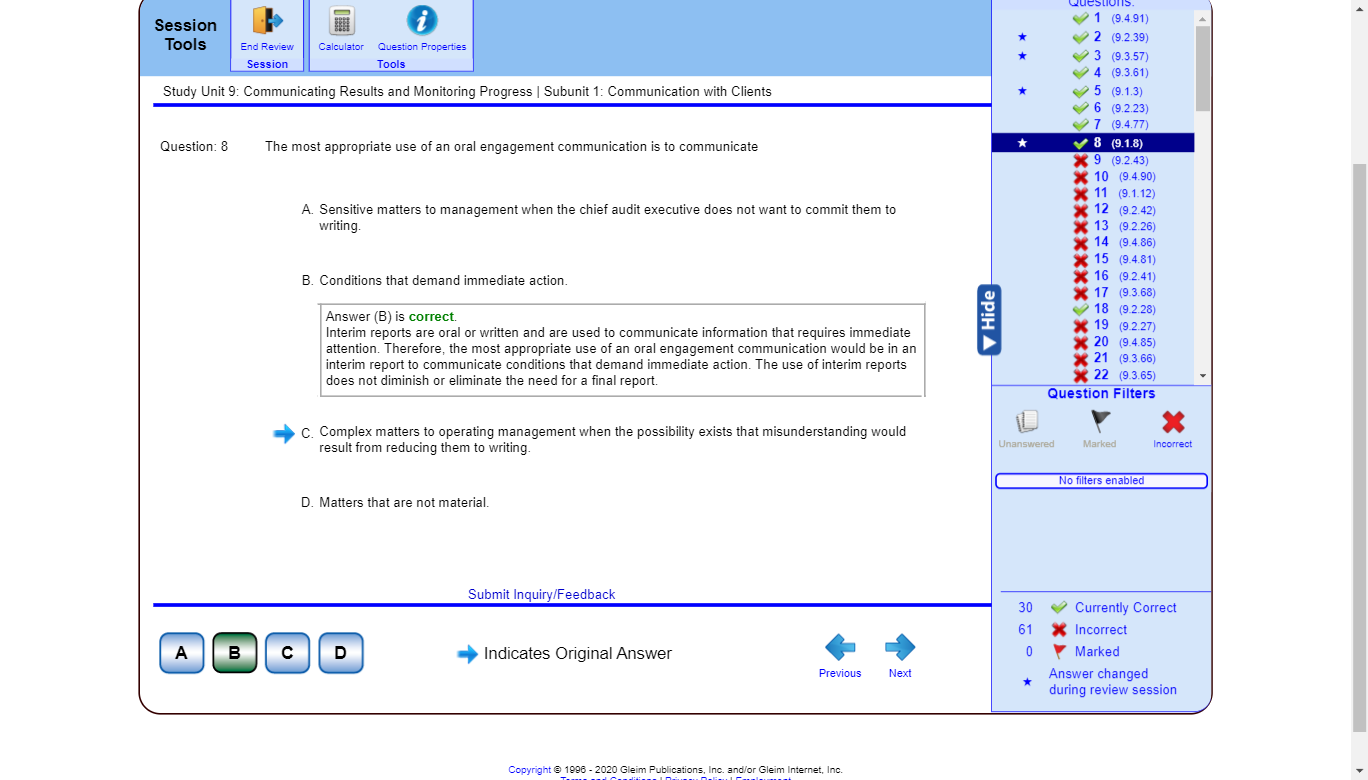 Session
Tools
End Review
Session
Calculator
Question Properties
Tools
Study Unit 9: Communicating Results and Monitoring Progress | Subunit 1: Communication with Clients
Question: 8
The most appropriate use of an oral engagement communication is to communicate
A. Sensitive matters to management when the chief audit executive does not want to commit them to
writing.
B. Conditions that demand immediate action.
Answer (B) is correct.
Interim reports are oral or written and are used to communicate information that requires immediate
attention. Therefore, the most appropriate use of an oral engagement communication would be in an
interim report to communicate conditions that demand immediate action. The use of interim reports
does not diminish or eliminate the need for a final report.
C. Complex matters to operating management when the possibility exists that misunderstanding would
result from reducing them to writing.
D. Matters that are not material.
Submit Inquiry/Feedback
A
B
C
D
Indicates Original Answer
Previous
Next
Questions:
1 (9.4.91)
2 (9.2.39)
3 (9.3.57)
4 (9.3.61)
5 (9.1.3)
6 (9.2.23)
7 (9.4.77)
8 (9.1.8)
9 (9.2.43)
10 (9.4.90)
11 (9.1.12)
12 (9.2.42)
13 (9.2.26)
14 (9.4.86)
15 (9.4.81)
16 (9.2.41)
17 (9.3.68)
18 (9.2.28)
19 (9.2.27)
20 (9.4.85)
21 (9.3.66)
22 (9.3.65)
Hide
Question Filters
Unanswered
Marked
Incorrect
No filters enabled
30 Currently Correct
61 Incorrect
0 Marked
Answer changed
during review session
Copyright © 1996 - 2020 Gleim Publications, Inc. and/or Gleim Internet, Inc.
Terms and Conditions | Privacy Policy | Employment